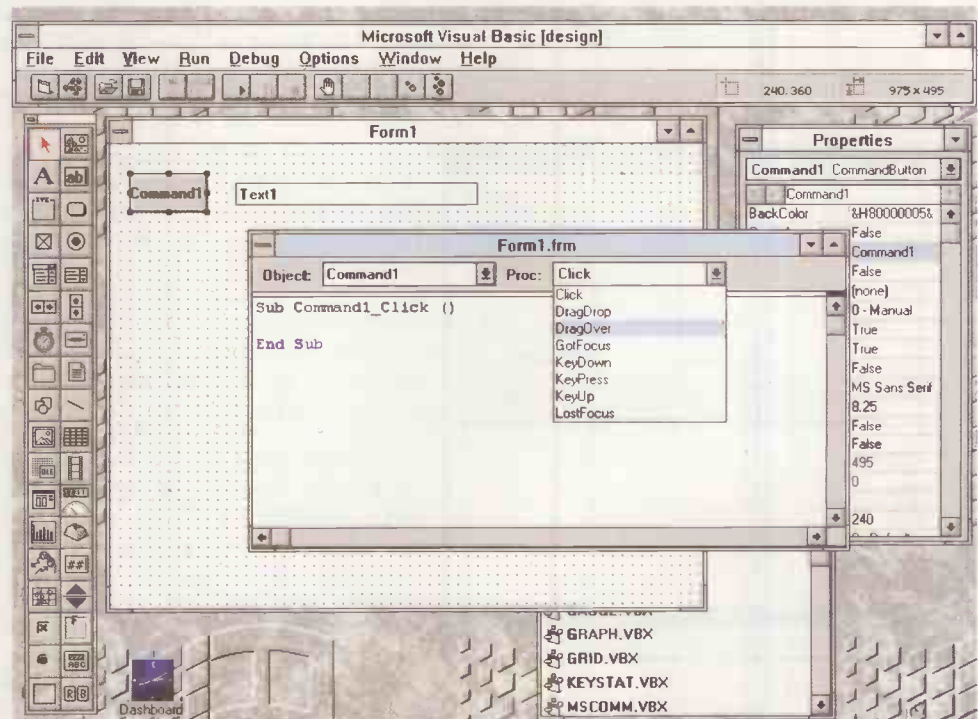 Microsoft Visual Basic [design]
File Edit View Run Debug Options Window Help
240, 360
975 x 495
Form1
Command1
Text1
Properties
Command1 CommandButton
Command1
BackColor &H80000005&
False
Command1
False
(none)
0 - Manual
True
True
False
MS Sans Serif
8.25
False
False
495
0
240
Form1.frm
Object: Command1
Proc: Click
Click
DragDrop
DragOver
GotFocus
KeyDown
KeyPress
KeyUp
LostFocus
Sub Command1_Click ()
End Sub
GRAPH.VBX
GRID.VBX
KEYSTAT.VBX
MSCOMM.VBX
Dashboard
A
ab
OLE
##
ABC